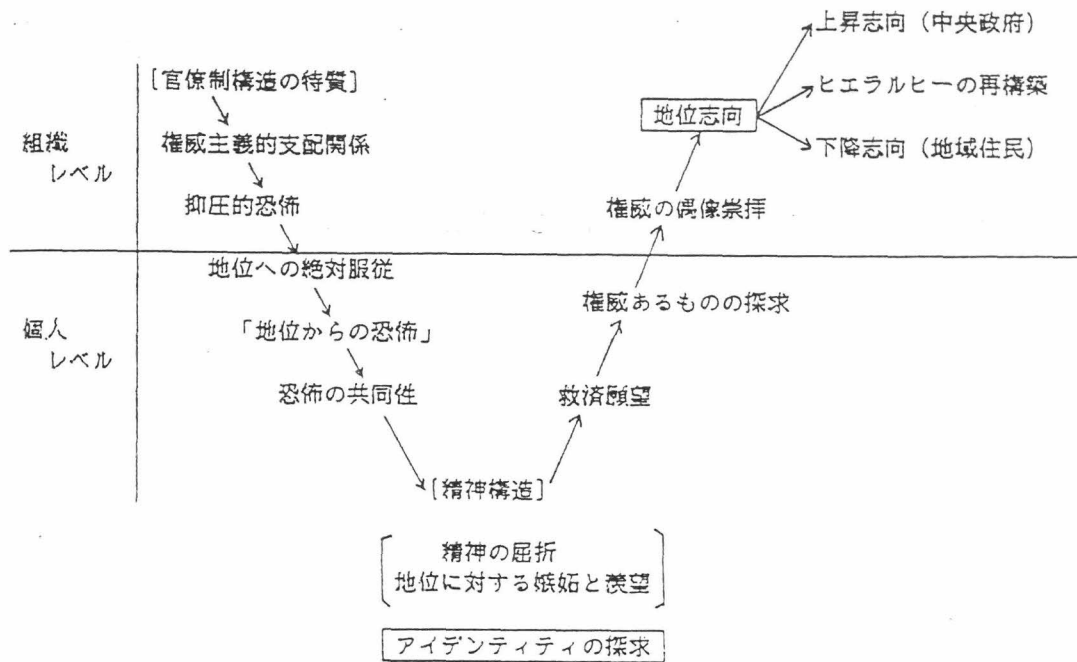 上昇志向（中央政府）
[官僚制構造の特質]
ヒエラルヒーの再構築
地位志向
組織
レベル
権威主義的支配関係
下降志向（地域住民）
抑圧的恐怖
権威の偶像崇拝
地位への絶対服従
権威あるものの探求
個人
レベル
「地位からの恐怖」
恐怖の共同性
救済願望
[精神構造]
精神の屈折
地位に対する嫉妬と羨望
アイデンティティの探求